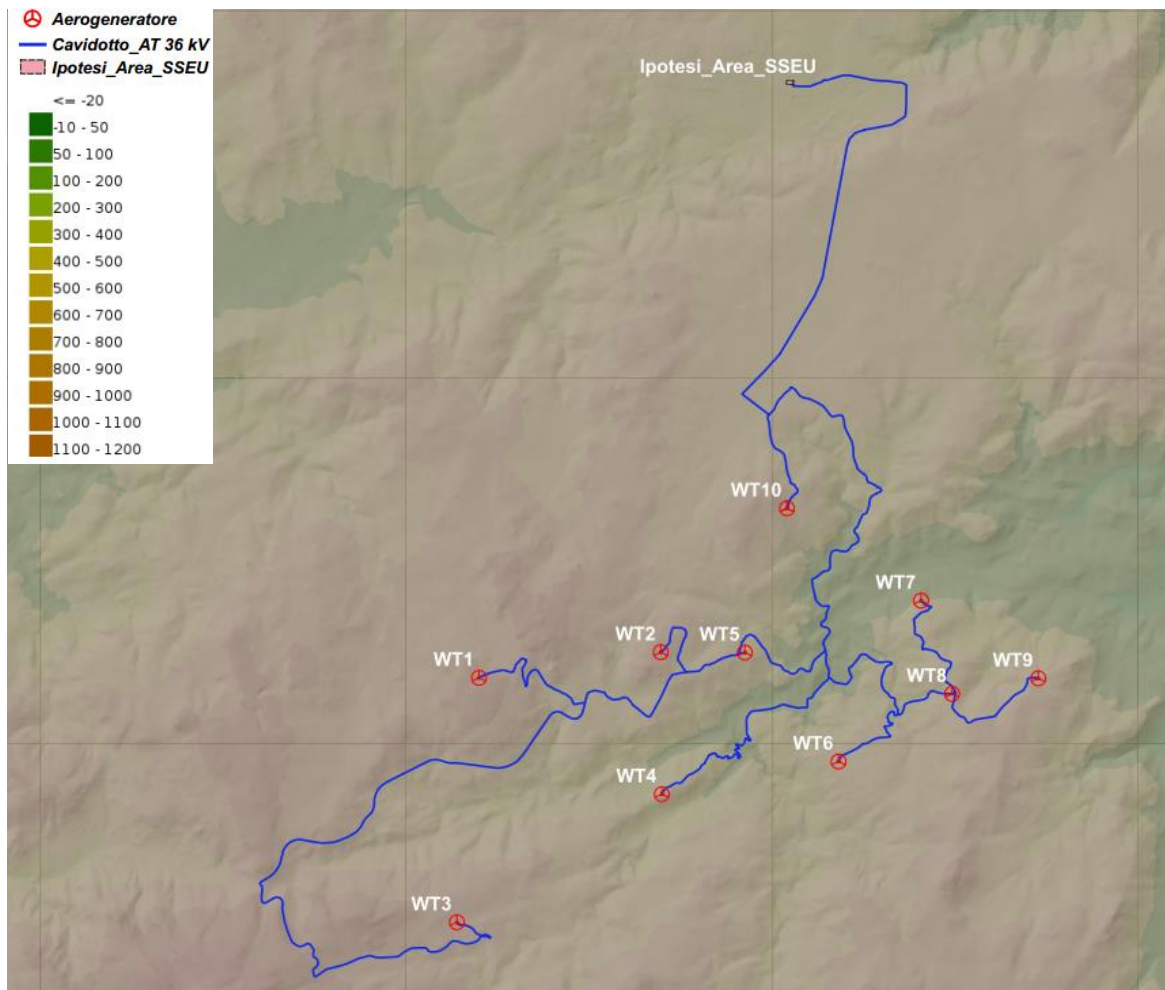 Aerogeneratore
Cavidotto_AT 36 kV
Ipotesi_Area_SSEU
<= -20
-10 - 50
50 - 100
100 - 200
200 - 300
300 - 400
400 - 500
500 - 600
600 - 700
700 - 800
800 - 900
900 - 1000
1000 - 1100
1100 - 1200
Ipotesi_Area_SSEU
WT10
WT7
WT2
WT5
WT1
WT9
WT8
WT6
WT4
WT3